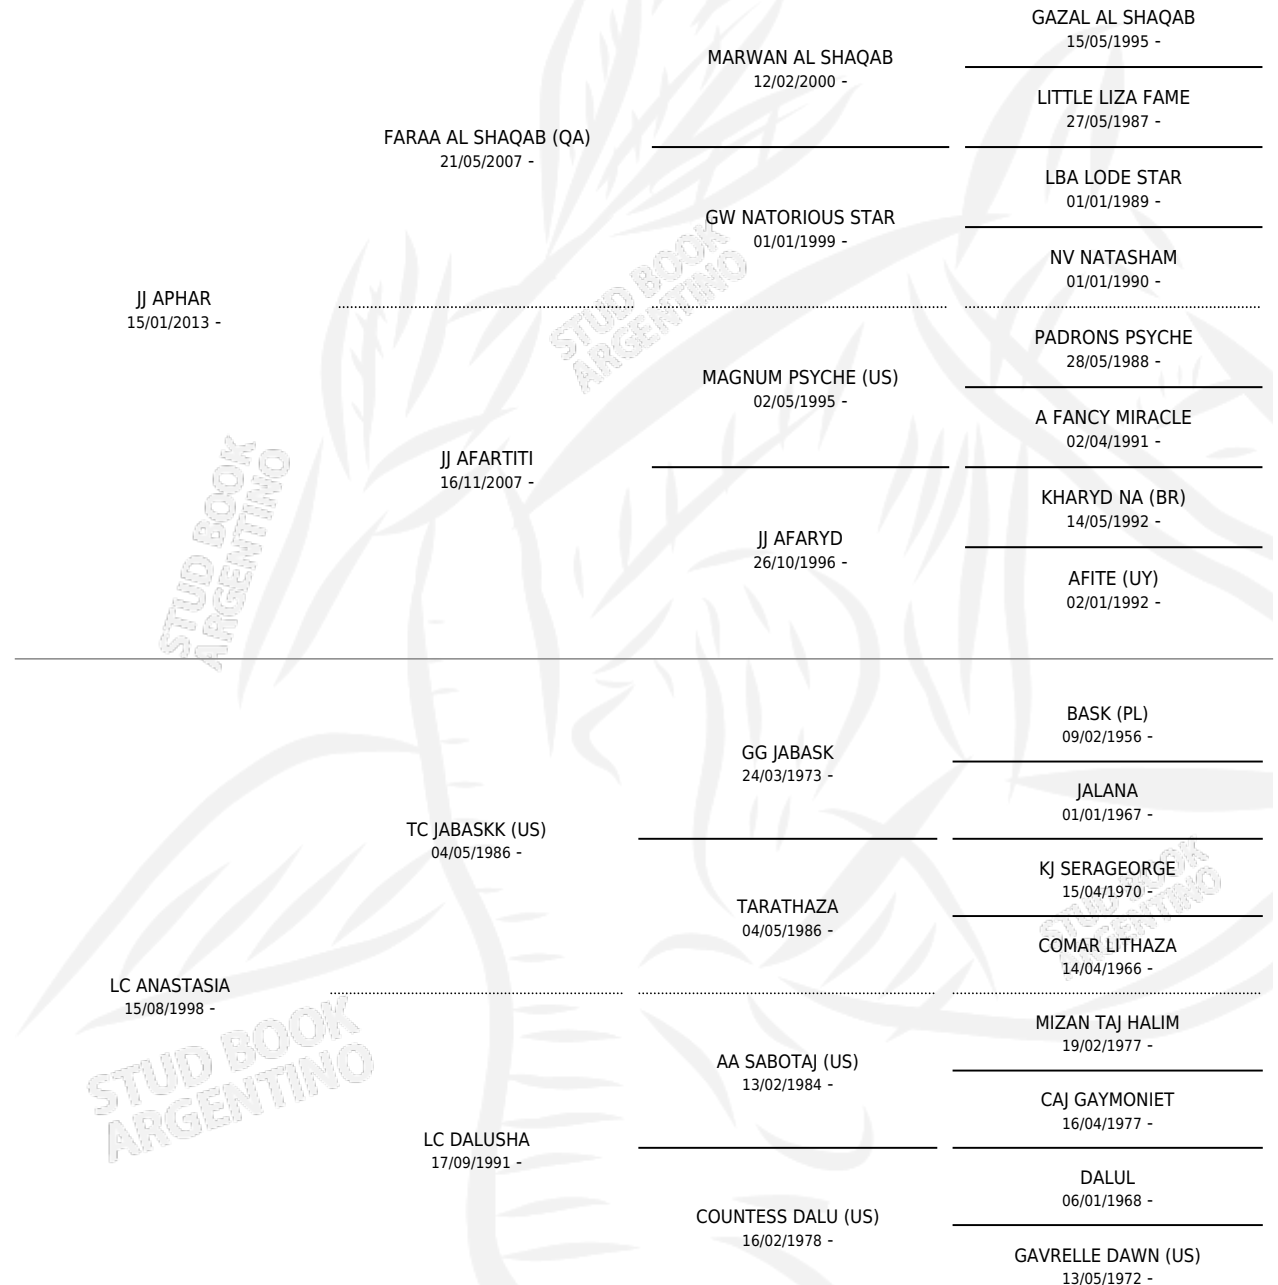 GAZAL AL SHAQAB
15/05/1995 -
MARWAN AL SHAQAB
12/02/2000 -
LITTLE LIZA FAME
27/05/1987 -
FARAA AL SHAQAB (QA)
21/05/2007 -
LBA LODE STAR
01/01/1989 -
GW NATORIOUS STAR
01/01/1999 -
NV NATASHAM
01/01/1990 -
JJ APHAR
15/01/2013 -
STUD BOOK
ARGENTINO
PADRONS PSYCHE
28/05/1988 -
MAGNUM PSYCHE (US)
02/05/1995 -
A FANCY MIRACLE
02/04/1991 -
JJ AFARTITI
16/11/2007 -
KHARYD NA (BR)
14/05/1992 -
JJ AFARYD
26/10/1996 -
AFITE (UY)
02/01/1992 -
STUD BOOK
ARGENTINO
BASK (PL)
09/02/1956 -
GG JABASK
24/03/1973 -
JALANA
01/01/1967 -
TC JABASKK (US)
04/05/1986 -
KJ SERAGEORGE
15/04/1970 -
TARATHAZA
04/05/1986 -
COMAR LITHAZA
14/04/1966 -
STUD BOOK
ARGENTINO
LC ANASTASIA
15/08/1998 -
MIZAN TAJ HALIM
19/02/1977 -
AA SABOTAJ (US)
13/02/1984 -
CAJ GAYMONIET
16/04/1977 -
STUD BOOK
ARGENTINO
LC DALUSHA
17/09/1991 -
DALUL
06/01/1968 -
COUNTESS DALU (US)
16/02/1978 -
GAVRELLE DAWN (US)
13/05/1972 -